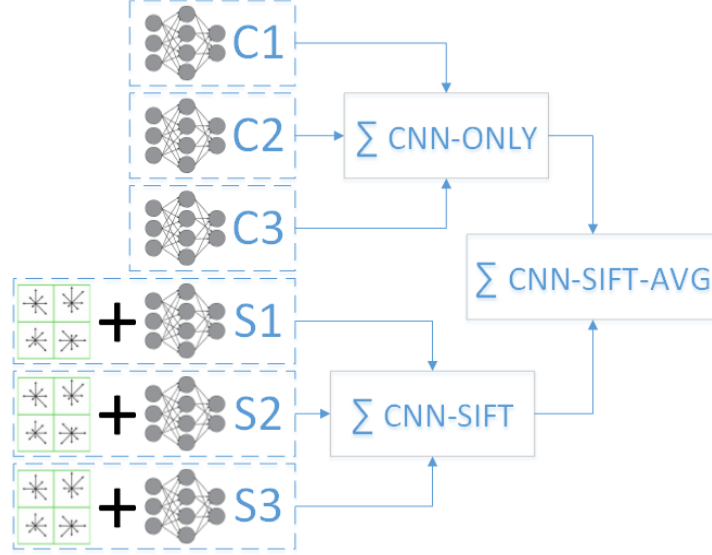 C1
C2
∑ CNN-ONLY
C3
∑ CNN-SIFT-AVG
+ S1
+ S2
∑ CNN-SIFT
+ S3